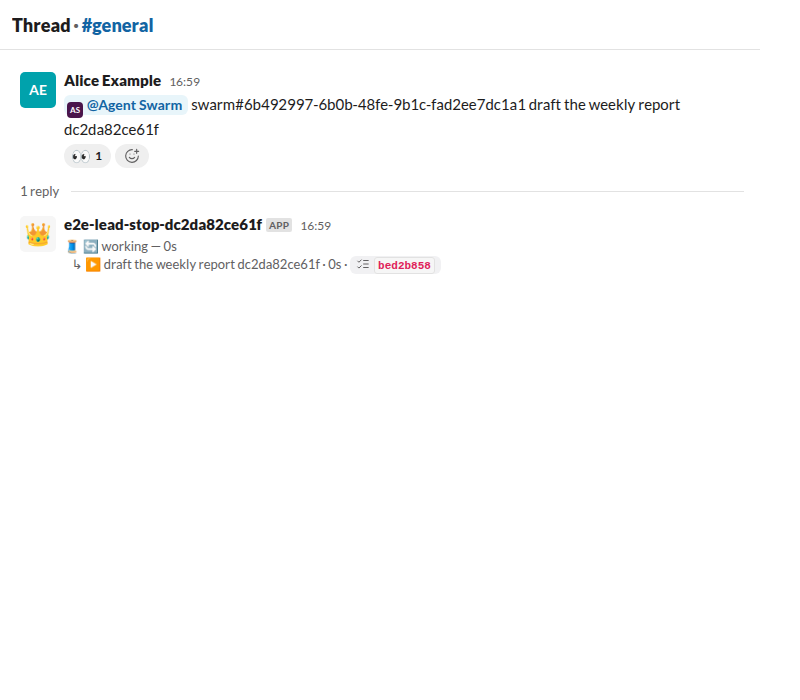 Thread • #general
AE
Alice Example 16:59
AS @Agent Swarm swarm#6b492997-6b0b-48fe-9b1c-fad2ee7dc1a1 draft the weekly report
dc2da82ce61f
1
1 reply
e2e-lead-stop-dc2da82ce61f APP 16:59
working — 0s
↳ draft the weekly report dc2da82ce61f · 0s · bed2b858